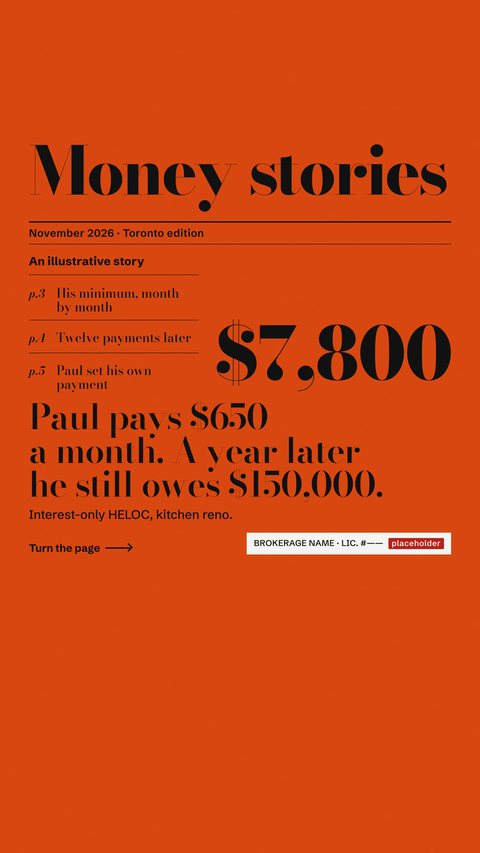 Money stories
November 2026 · Toronto edition
An illustrative story
p.3 His minimum, month
by month
p.4 Twelve payments later
p.5 Paul set his own
payment
$7,800
Paul pays $650
a month. A year later
he still owes $150,000.
Interest-only HELOC, kitchen reno.
Turn the page →
BROKERAGE NAME · LIC. #—— placeholder